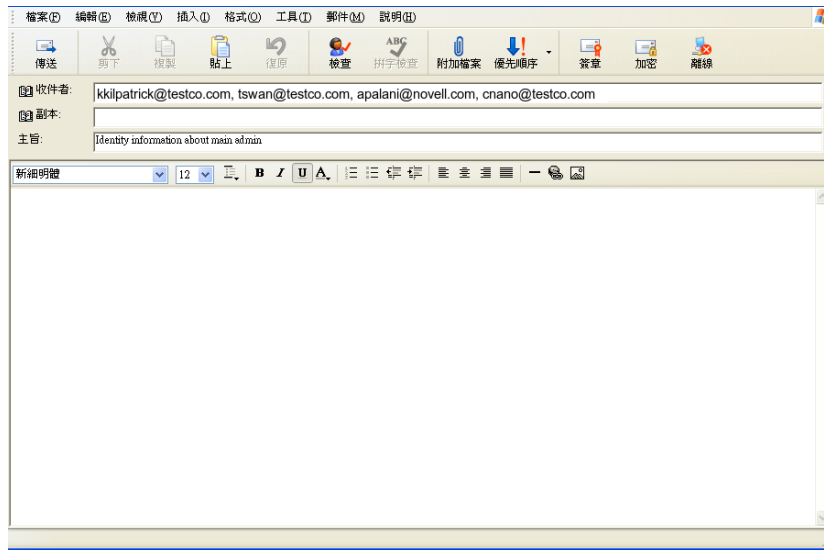 檔案(F) 編輯(E) 檢視(V) 插入(I) 格式(O) 工具(T) 郵件(M) 說明(H)
傳送 剪下 複製 貼上 復原 檢查 拼字檢查 附加檔案 優先順序 簽章 加密 離線
收件者: kkilpatrick@testco.com, tswan@testco.com, apalani@novell.com, cnano@testco.com
副本:
主旨: Identity information about main admin
新細明體 12 B I U A